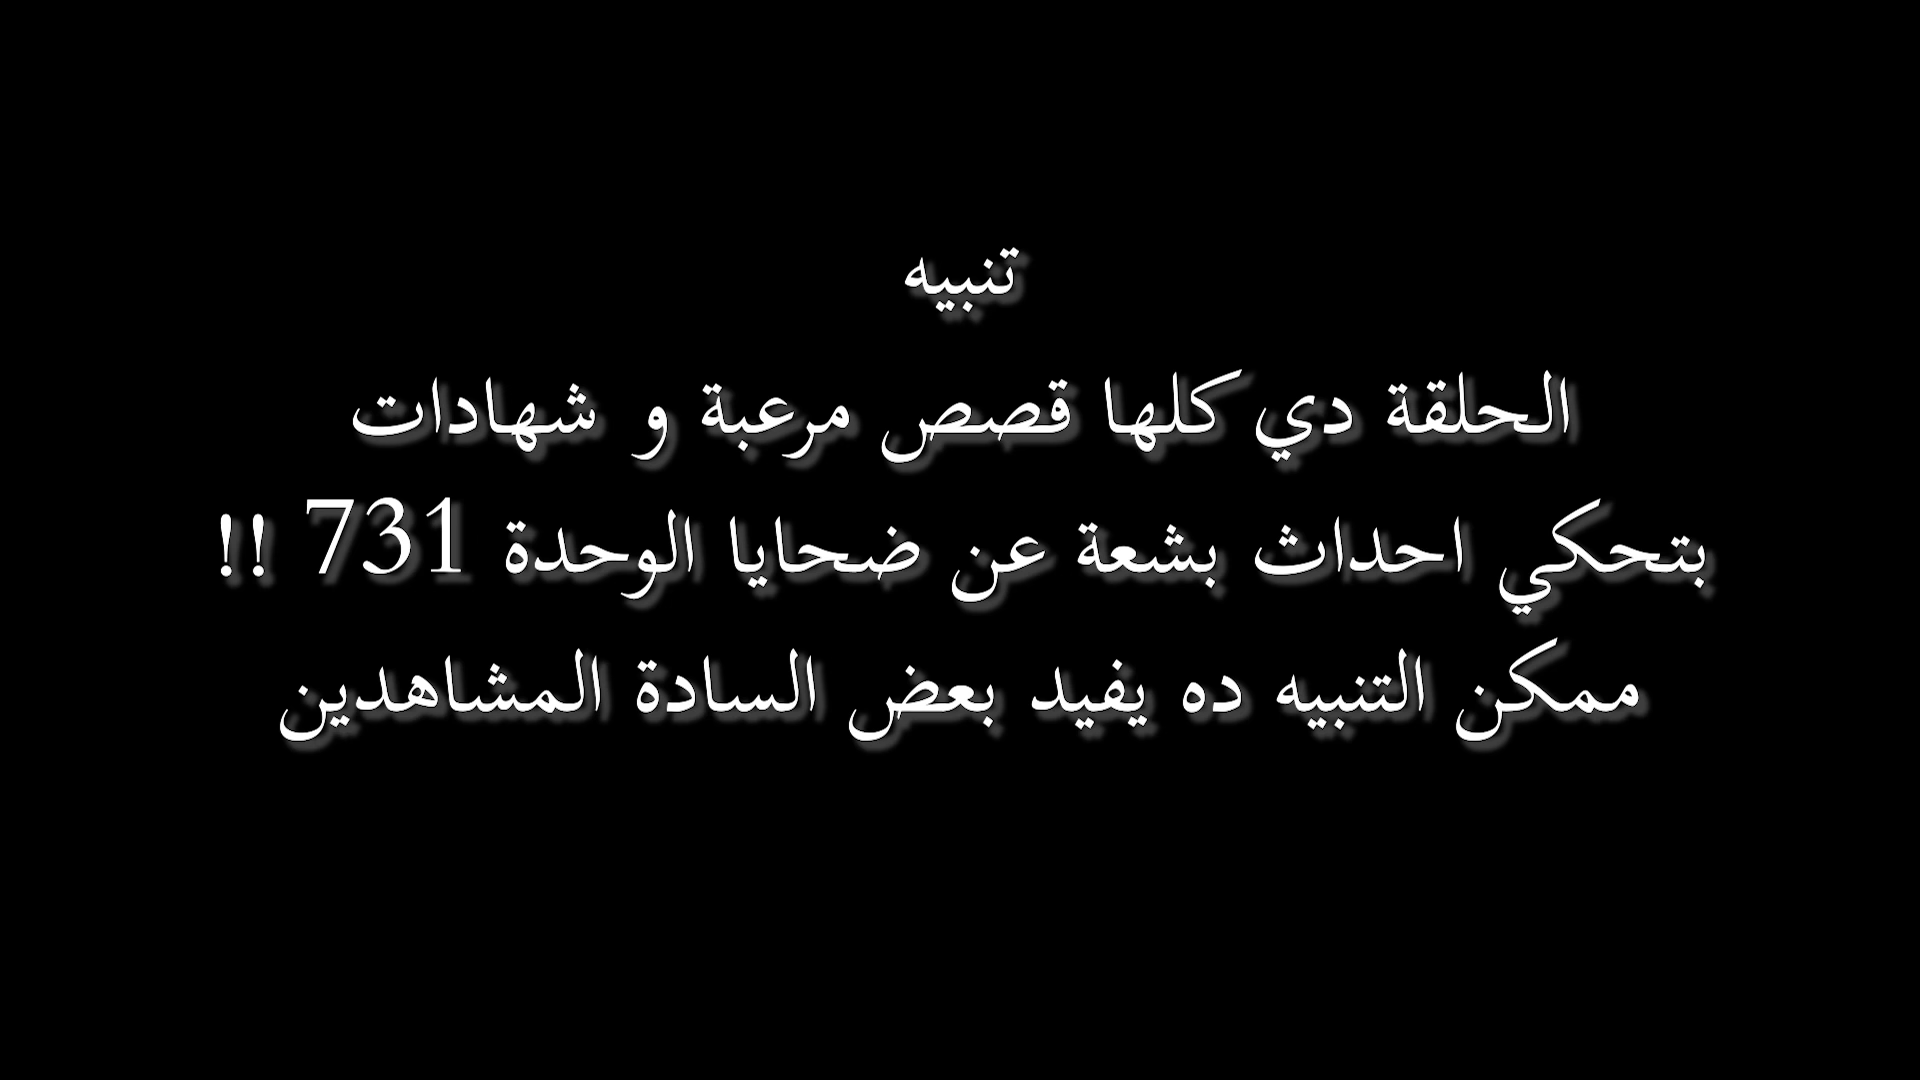 تنبيه
الحلقة دي كلها قصص مرعبة و شهادات
بتحكي احداث بشعة عن ضحايا الوحدة 731 !!
ممكن التنبيه ده يفيد بعض السادة المشاهدين